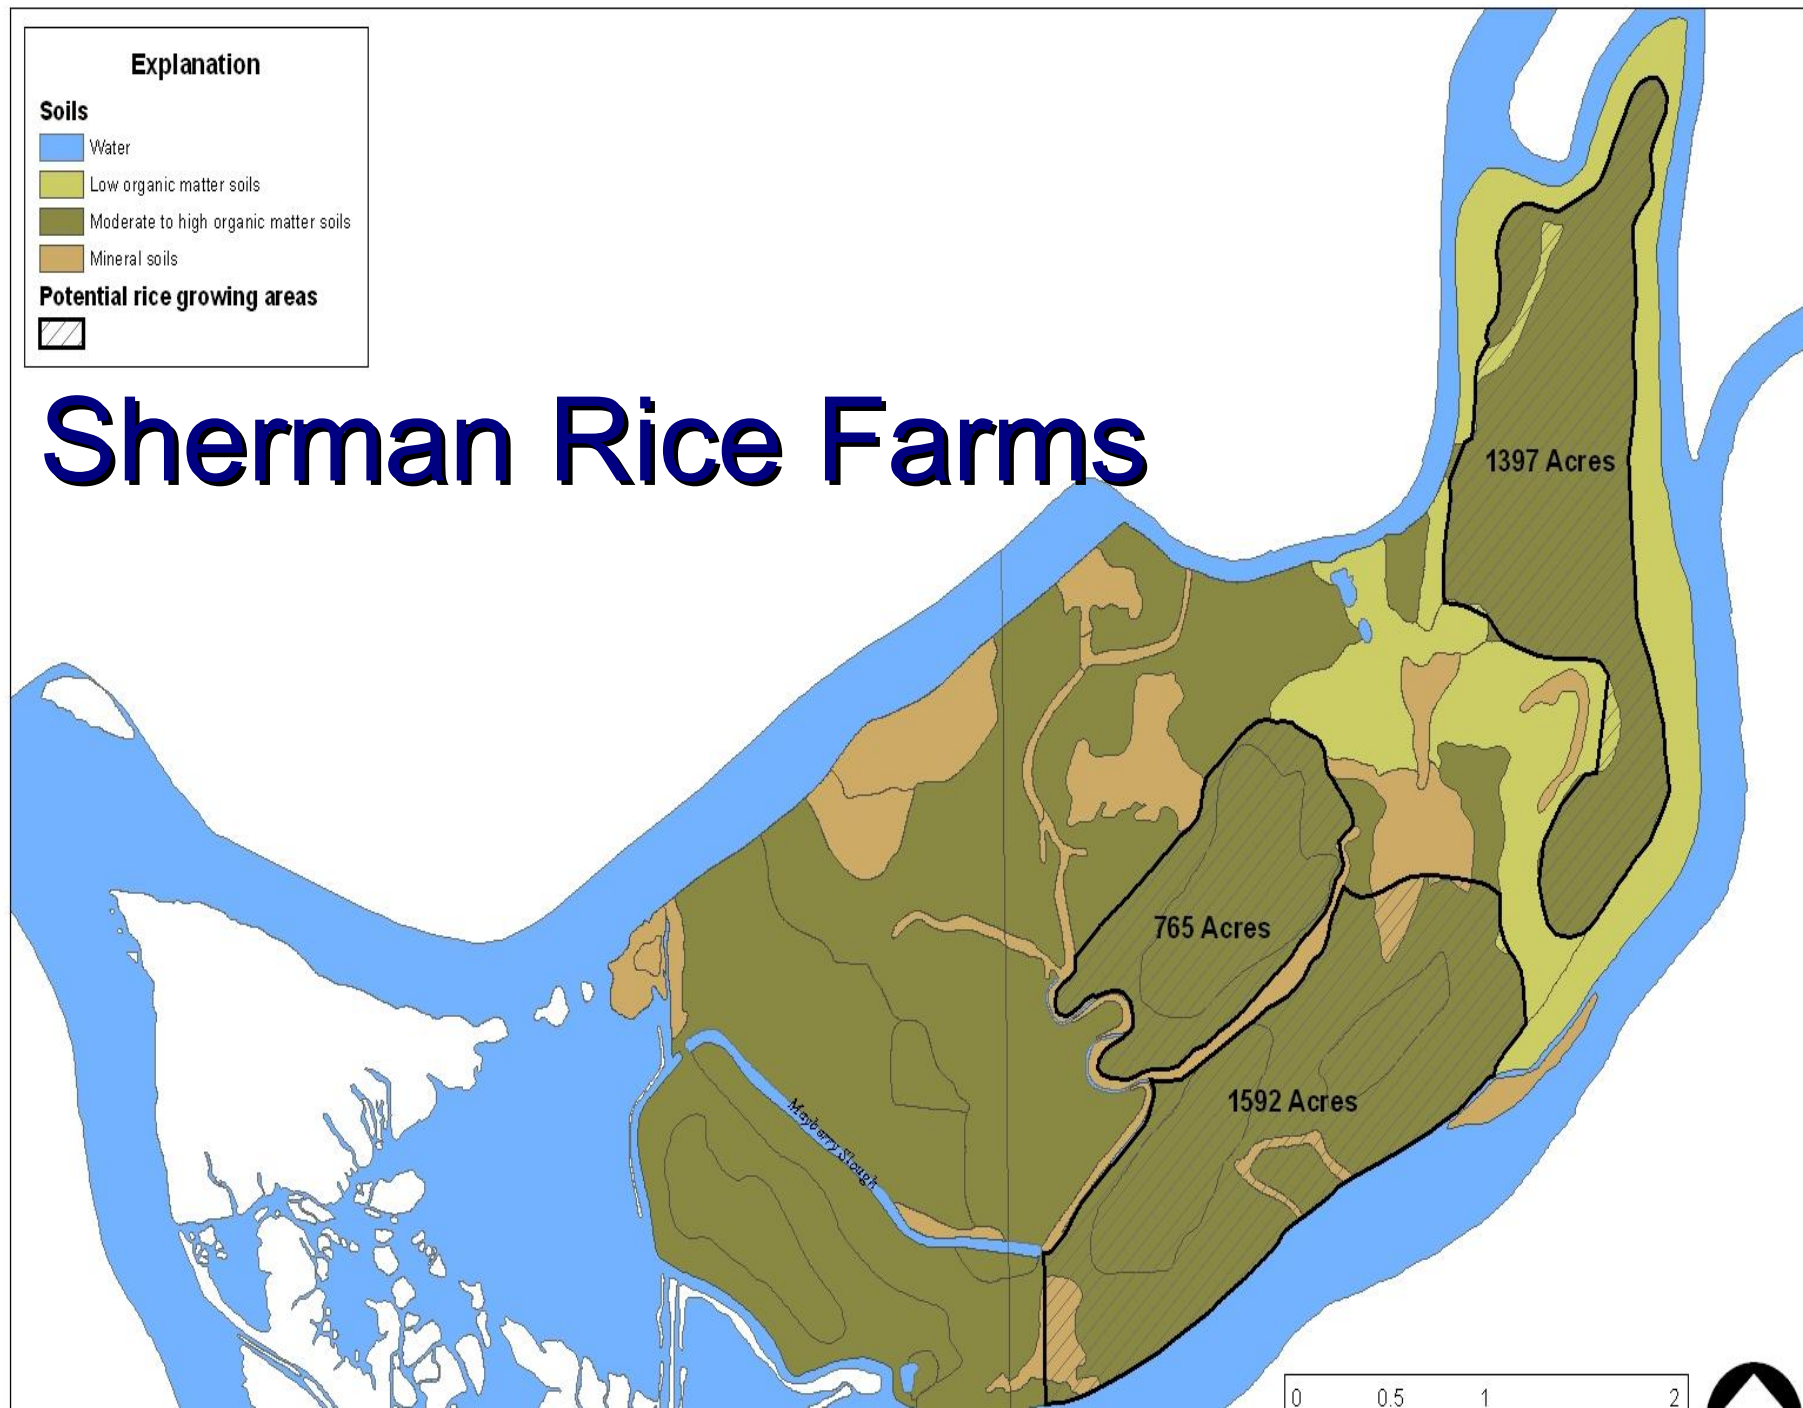 Explanation
Soils
Water
Low organic matter soils
Moderate to high organic matter soils
Mineral soils
Potential rice growing areas
Sherman Rice Farms
1397 Acres
765 Acres
1592 Acres
Mayberry Slough
0 0.5 1 2